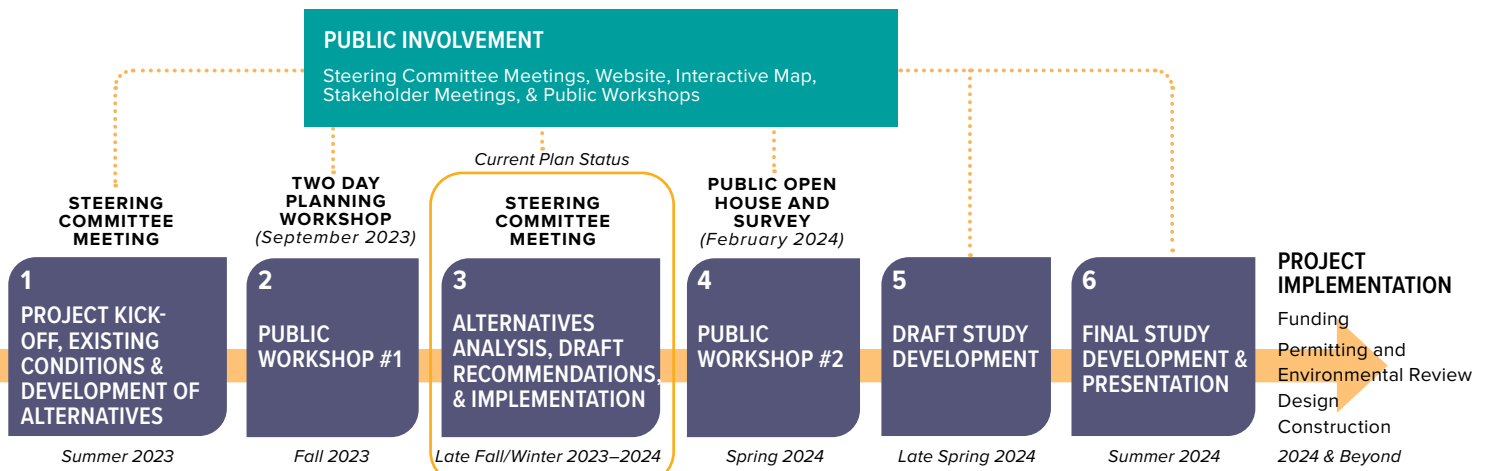 PUBLIC INVOLVEMENT
Steering Committee Meetings, Website, Interactive Map,
Stakeholder Meetings, & Public Workshops
Current Plan Status
STEERING
COMMITTEE
MEETING
1
PROJECT KICK-
OFF, EXISTING
CONDITIONS &
DEVELOPMENT OF
ALTERNATIVES
Summer 2023
TWO DAY
PLANNING
WORKSHOP
(September 2023)
2
PUBLIC
WORKSHOP #1
Fall 2023
STEERING
COMMITTEE
MEETING
3
ALTERNATIVES
ANALYSIS, DRAFT
RECOMMENDATIONS,
& IMPLEMENTATION
Late Fall/Winter 2023–2024
PUBLIC OPEN
HOUSE AND
SURVEY
(February 2024)
4
PUBLIC
WORKSHOP #2
Spring 2024
5
DRAFT STUDY
DEVELOPMENT
Late Spring 2024
6
FINAL STUDY
DEVELOPMENT &
PRESENTATION
Summer 2024
PROJECT
IMPLEMENTATION
Funding
Permitting and
Environmental Review
Design
Construction
2024 & Beyond